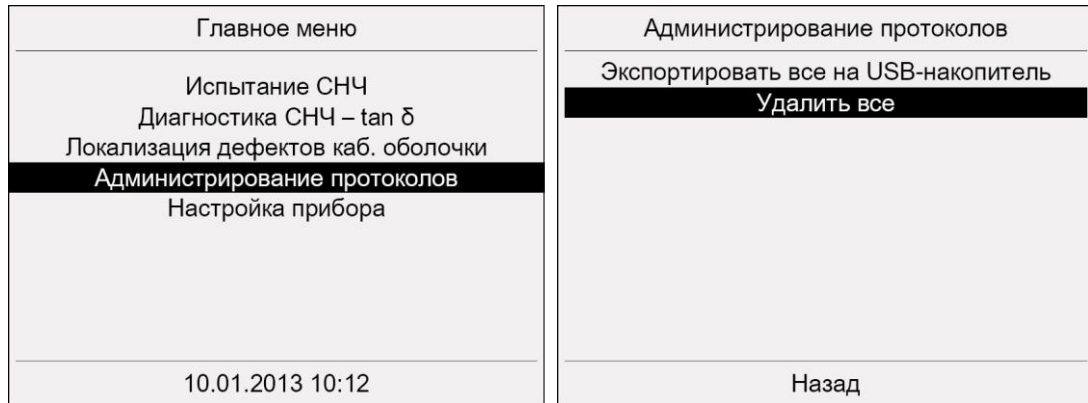 Главное меню
Испытание СНЧ
Диагностика СНЧ – tan δ
Локализация дефектов каб. оболочки
Администрирование протоколов
Настройка прибора
10.01.2013 10:12
Администрирование протоколов
Экспортировать все на USB-накопитель
Удалить все
Назад